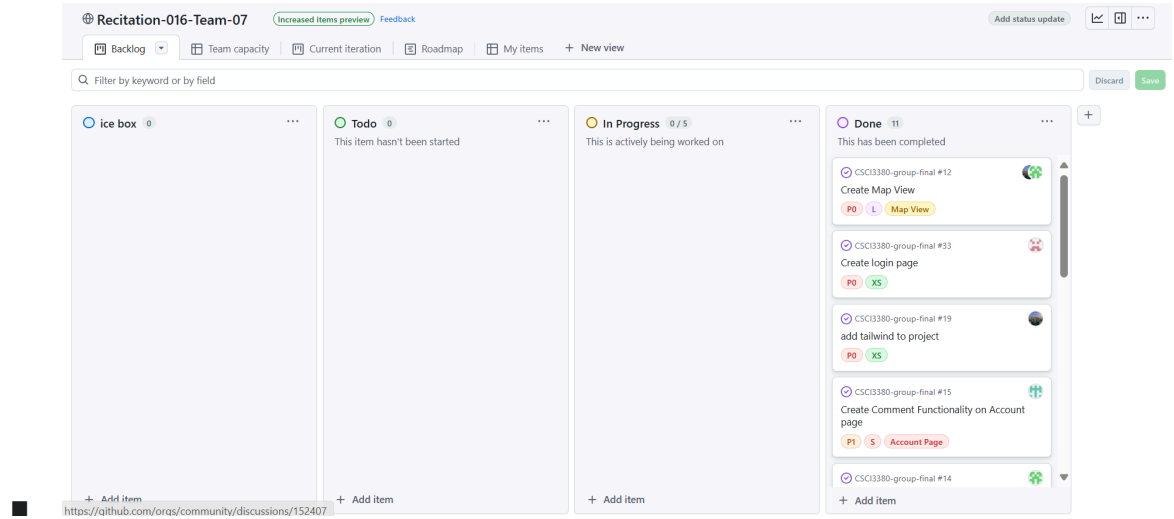 Recitation-016-Team-07
Increased items preview
Feedback
Add status update
Backlog
Team capacity
Current iteration
Roadmap
My items
New view
Filter by keyword or by field
Discard
Save
ice box 0
Add item
Todo 0
This item hasn't been started
Add item
In Progress 0 / 5
This is actively being worked on
Add item
Done 11
This has been completed
CSCI3380-group-final #12
Create Map View
P0 L Map View
CSCI3380-group-final #33
Create login page
P0 XS
CSCI3380-group-final #19
add tailwind to project
P0 XS
CSCI3380-group-final #15
Create Comment Functionality on Account
page
P1 S Account Page
CSCI3380-group-final #14
Add item
https://github.com/orgs/community/discussions/152407